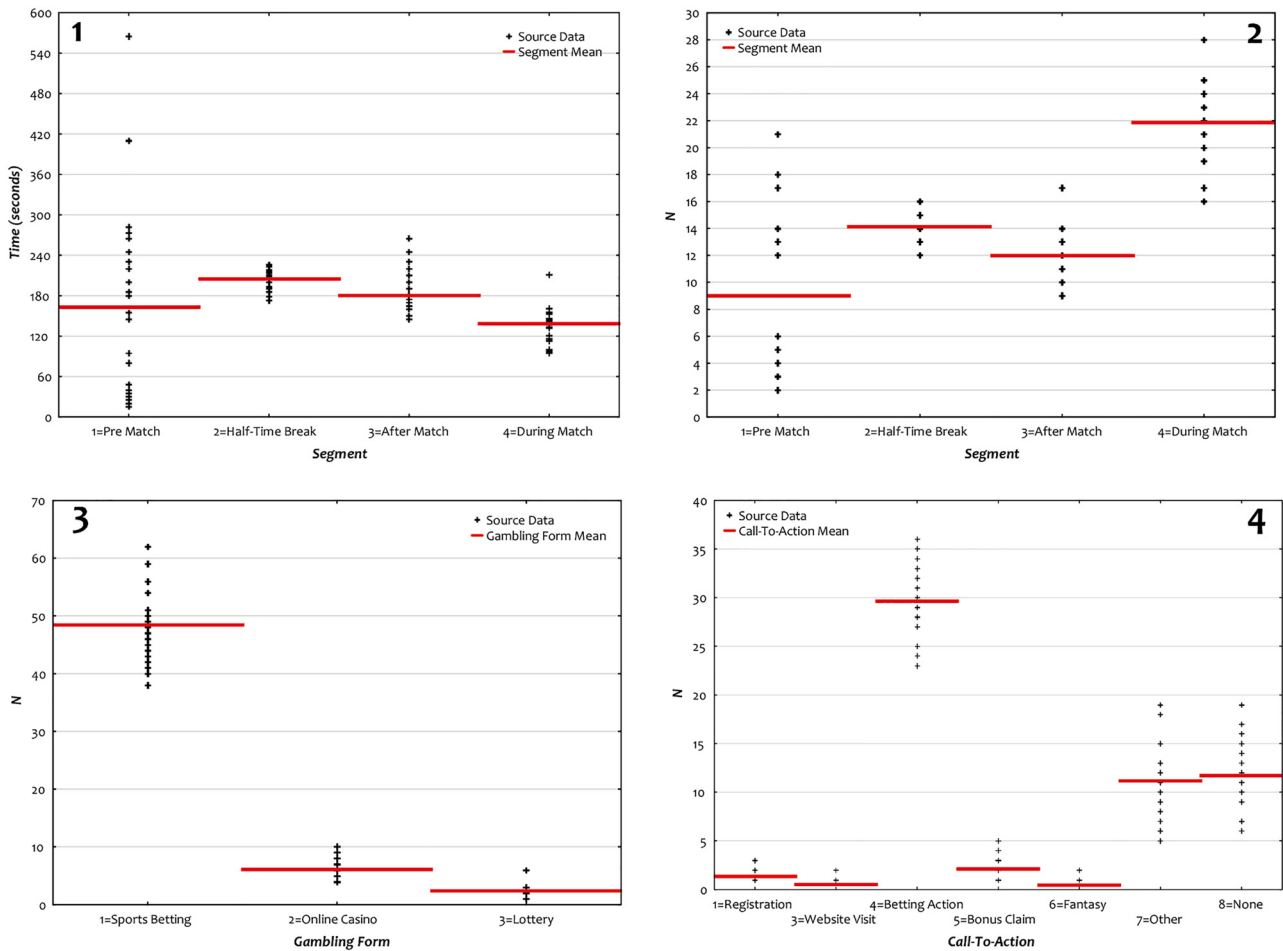 1
Source Data
Segment Mean
600
540
480
420
360
300
240
180
120
60
0
Time (seconds)
1=Pre Match
2=Half-Time Break
3=After Match
4=During Match
Segment
2
Source Data
Segment Mean
30
28
26
24
22
20
18
16
14
12
10
8
6
4
2
0
N
1=Pre Match
2=Half-Time Break
3=After Match
4=During Match
Segment
3
Source Data
Gambling Form Mean
70
60
50
40
30
20
10
0
N
1=Sports Betting
2=Online Casino
3=Lottery
Gambling Form
4
Source Data
Call-To-Action Mean
40
35
30
25
20
15
10
5
0
N
1=Registration
3=Website Visit
4=Betting Action
5=Bonus Claim
6=Fantasy
7=Other
8=None
Call-To-Action